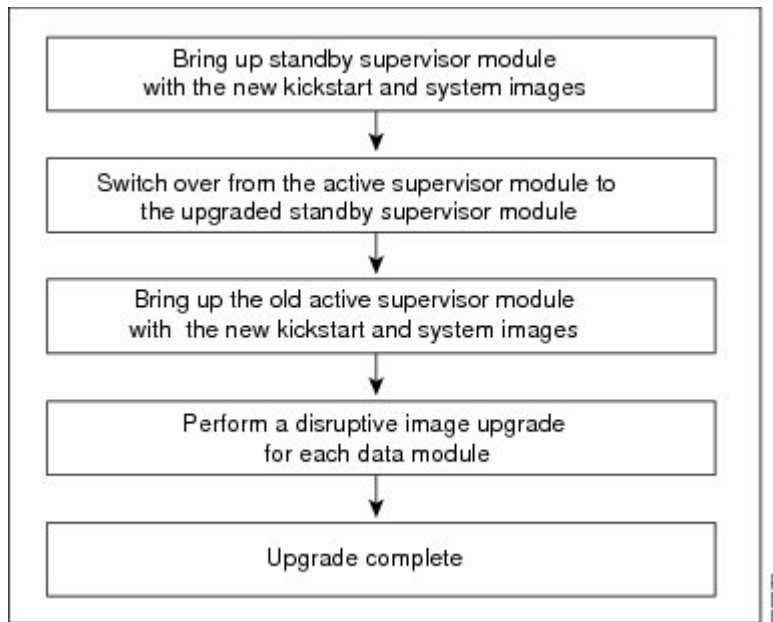 Bring up standby supervisor module
with the new kickstart and system images
Switch over from the active supervisor module to
the upgraded standby supervisor module
Bring up the old active supervisor module
with the new kickstart and system images
Perform a disruptive image upgrade
for each data module
Upgrade complete